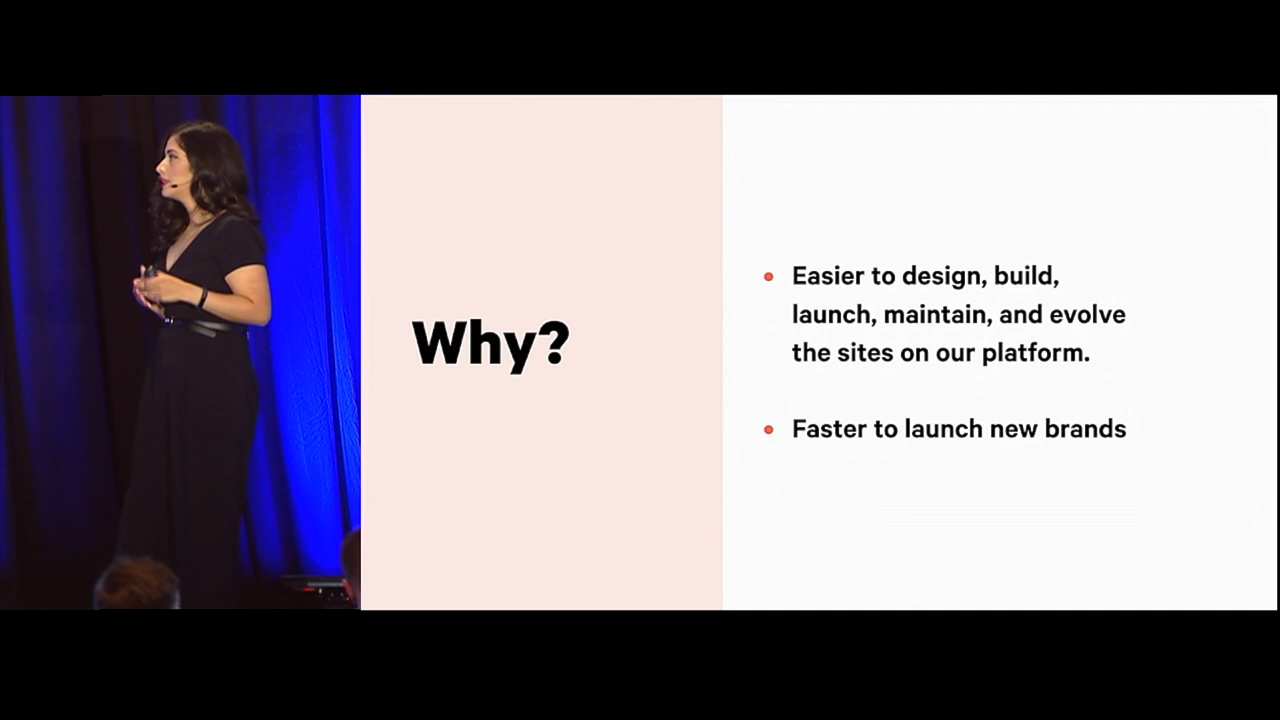 Why?
Easier to design, build,
launch, maintain, and evolve
the sites on our platform.
Faster to launch new brands